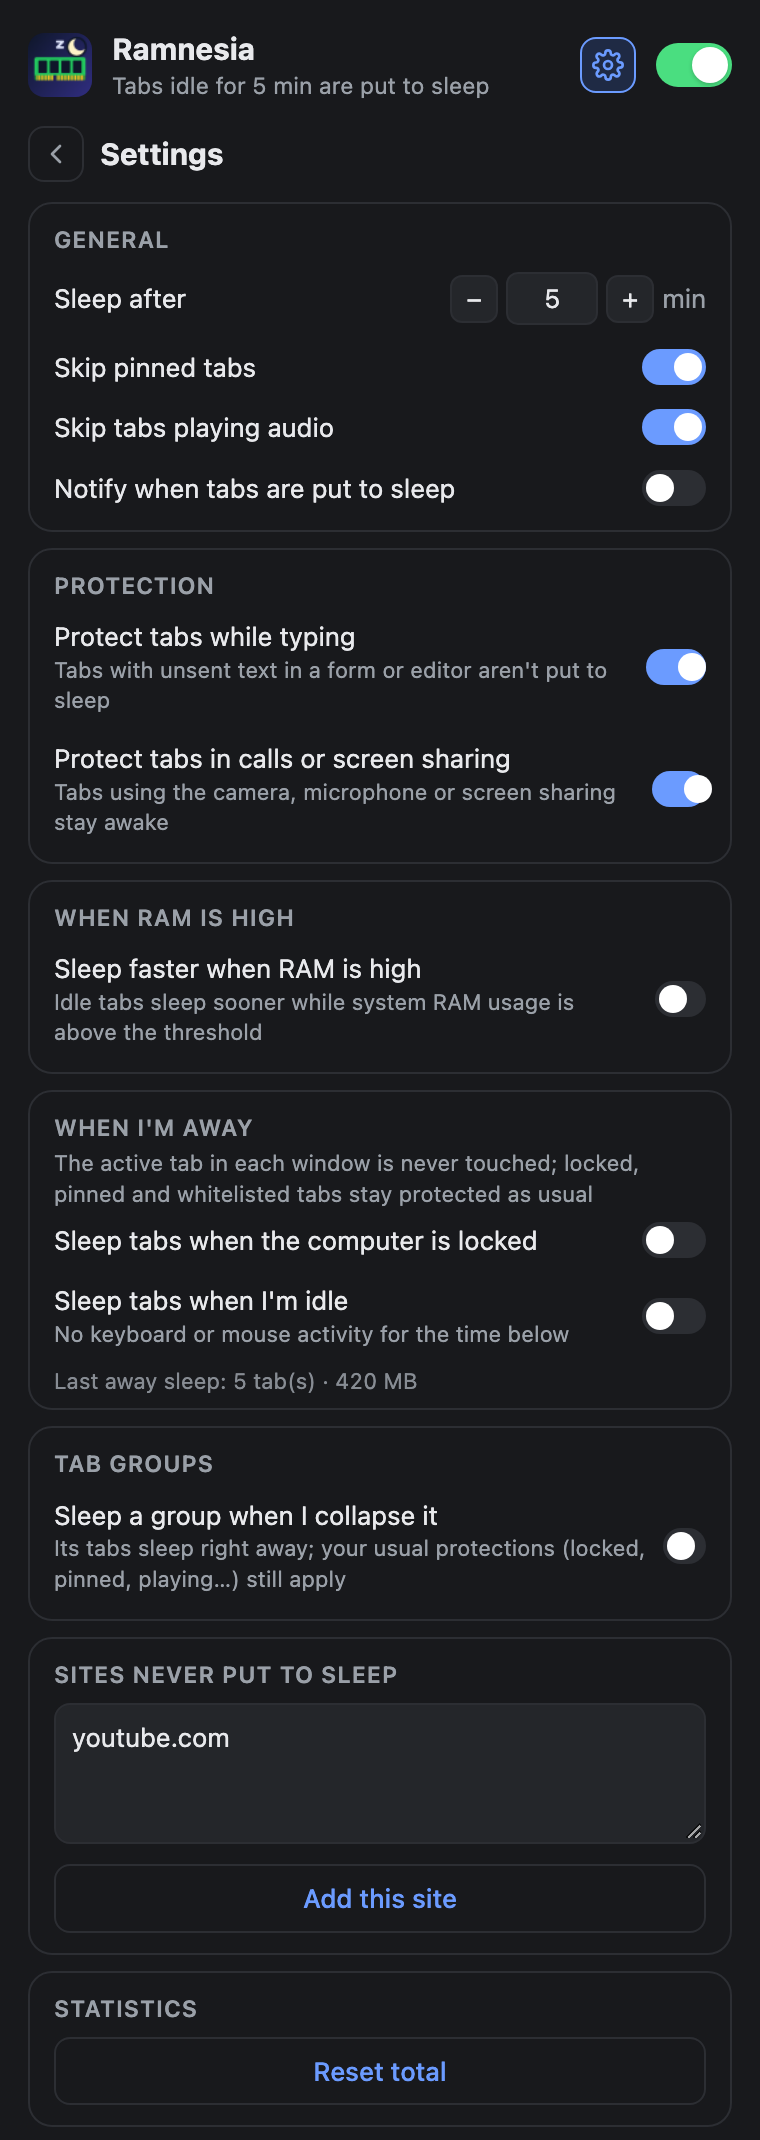 Ramnesia
Tabs idle for 5 min are put to sleep
Settings
GENERAL
Sleep after
− 5 + min
Skip pinned tabs
Skip tabs playing audio
Notify when tabs are put to sleep
PROTECTION
Protect tabs while typing
Tabs with unsent text in a form or editor aren't put to
sleep
Protect tabs in calls or screen sharing
Tabs using the camera, microphone or screen sharing
stay awake
WHEN RAM IS HIGH
Sleep faster when RAM is high
Idle tabs sleep sooner while system RAM usage is
above the threshold
WHEN I'M AWAY
The active tab in each window is never touched; locked,
pinned and whitelisted tabs stay protected as usual
Sleep tabs when the computer is locked
Sleep tabs when I'm idle
No keyboard or mouse activity for the time below
Last away sleep: 5 tab(s) · 420 MB
TAB GROUPS
Sleep a group when I collapse it
Its tabs sleep right away; your usual protections (locked,
pinned, playing…) still apply
SITES NEVER PUT TO SLEEP
youtube.com
Add this site
STATISTICS
Reset total